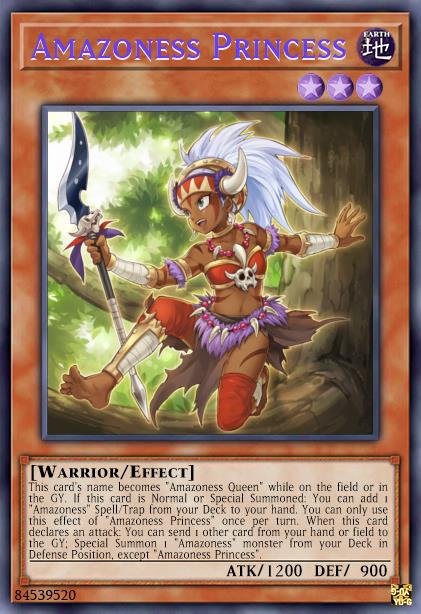 Amazoness Princess
EARTH
地
[Warrior/Effect]
This card's name becomes "Amazoness Queen" while on the field or in
the GY. If this card is Normal or Special Summoned: You can add 1
"Amazoness" Spell/Trap from your Deck to your hand. You can only use
this effect of "Amazoness Princess" once per turn. When this card
declares an attack: You can send 1 other card from your hand or field to
the GY; Special Summon 1 "Amazoness" monster from your Deck in
Defense Position, except "Amazoness Princess".
ATK/1200 DEF/ 900
84539520